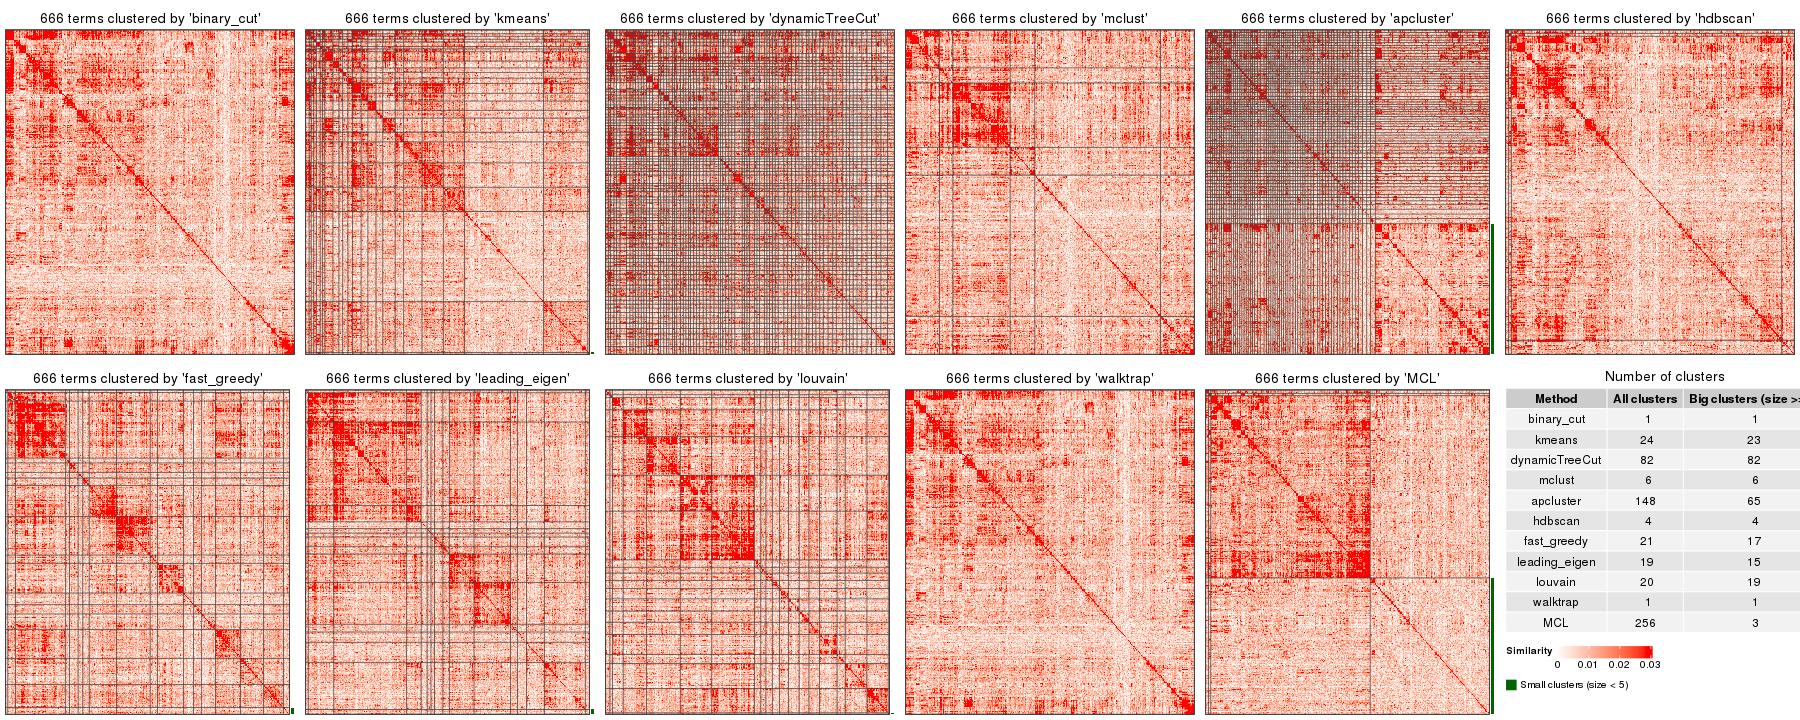 666 terms clustered by 'binary_cut'
666 terms clustered by 'kmeans'
666 terms clustered by 'dynamicTreeCut'
666 terms clustered by 'mclust'
666 terms clustered by 'apcluster'
666 terms clustered by 'hdbscan'
666 terms clustered by 'fast_greedy'
666 terms clustered by 'leading_eigen'
666 terms clustered by 'louvain'
666 terms clustered by 'walktrap'
666 terms clustered by 'MCL'
Number of clusters
Method All clusters Big clusters (size >
binary_cut 1 1
kmeans 24 23
dynamicTreeCut 82 82
mclust 6 6
apcluster 148 65
hdbscan 4 4
fast_greedy 21 17
leading_eigen 19 15
louvain 20 19
walktrap 1 1
MCL 256 3
Similarity
0 0.01 0.02 0.03
Small clusters (size < 5)